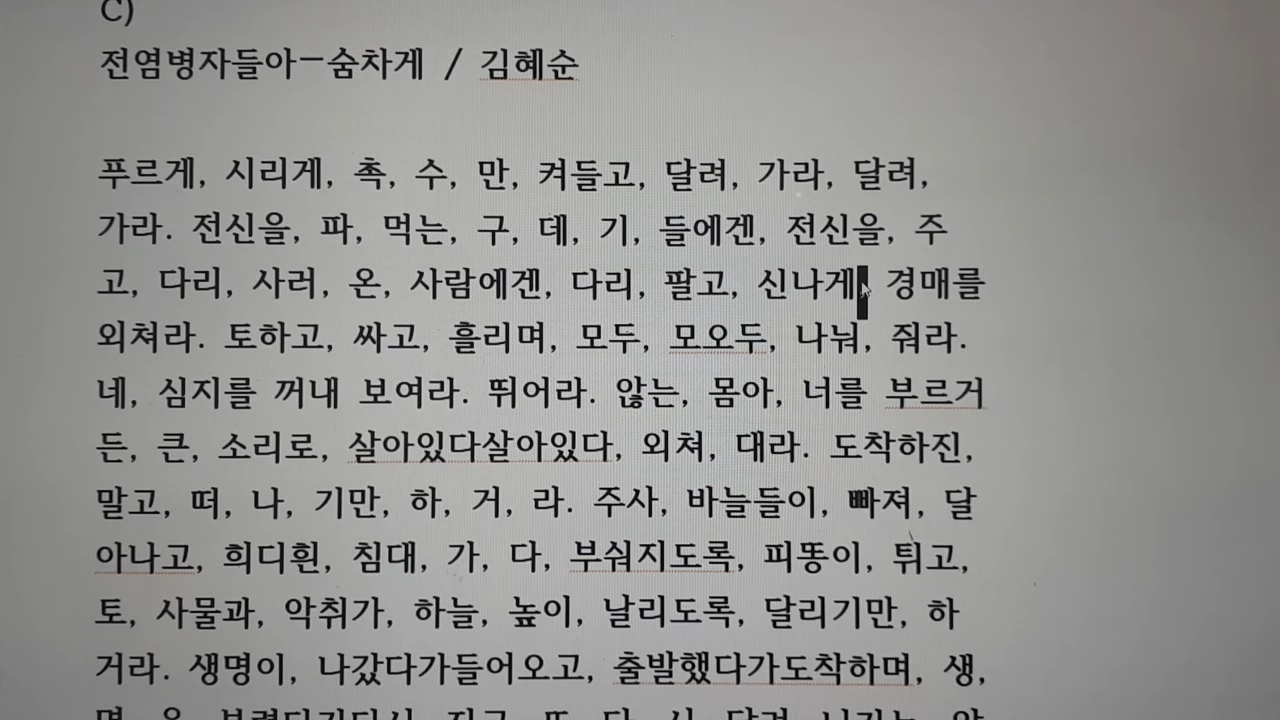 C)
전염병자들아-숨차게 / 김혜순
푸르게, 시리게, 촉, 수, 만, 켜들고, 달려, 가라, 달려,
가라. 전신을, 파, 먹는, 구, 데, 기, 들에겐, 전신을, 주
고, 다리, 사러, 온, 사람에겐, 다리, 팔고, 신나게 경매를
외쳐라. 토하고, 싸고, 흘리며, 모두, 모오두, 나눠, 줘라.
네, 심지를 꺼내 보여라. 뛰어라. 않는, 몸아, 너를 부르거
든, 큰, 소리로, 살아있다살아있다, 외쳐, 대라. 도착하진,
말고, 떠, 나, 기만, 하, 거, 라. 주사, 바늘들이, 빠져, 달
아나고, 희디흰, 침대, 가, 다, 부숴지도록, 피똥이, 튀고,
토, 사물과, 악취가, 하늘, 높이, 날리도록, 달리기만, 하
거라. 생명이, 나갔다가들어오고, 출발했다가도착하며, 생,